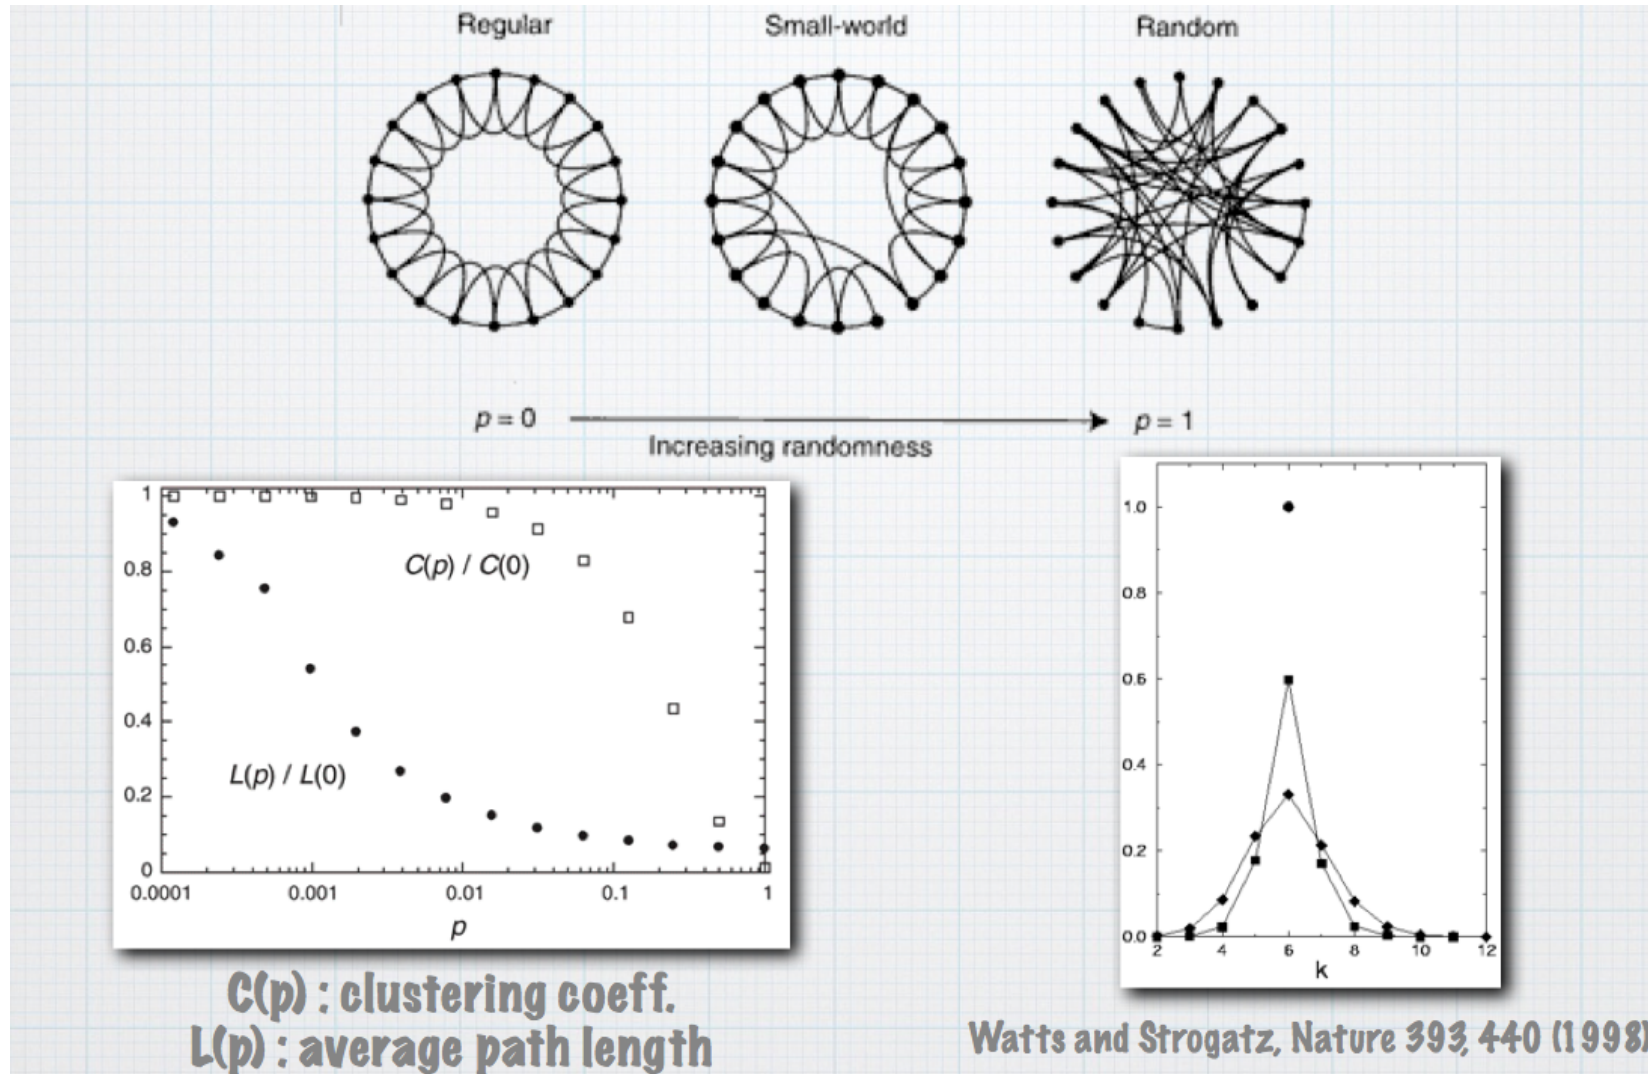 Regular Small-world Random
p = 0 p = 1
Increasing randomness
1
0.8
0.6
0.4
0.2
0
C(p) / C(0)
L(p) / L(0)
0.0001 0.001 0.01 0.1 1
p
1.0
0.8
0.6
0.4
0.2
0.0
2 4 6 8 10 12
k
C(p) : clustering coeff.
L(p) : average path length
Watts and Strogatz, Nature 393, 440 (1998)